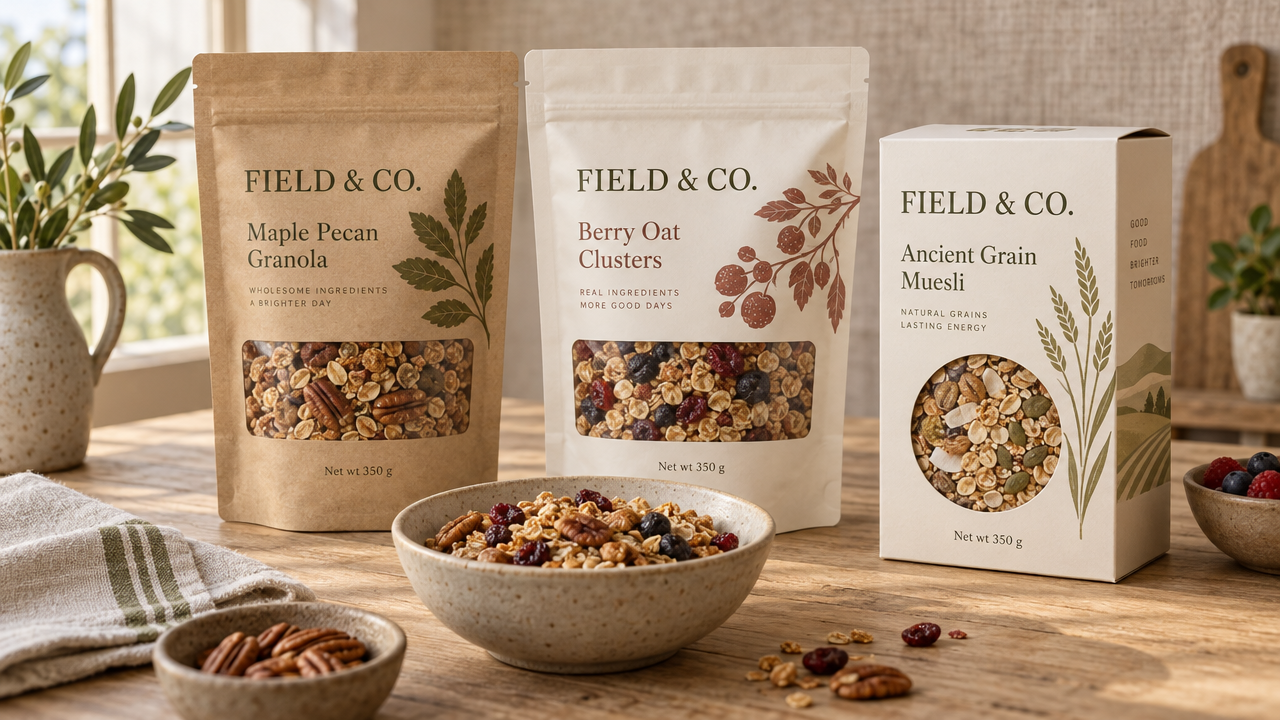 FIELD & CO.
Maple Pecan
Granola
WHOLESOME INGREDIENTS
A BRIGHTER DAY
Net wt 350 g
FIELD & CO.
Berry Oat
Clusters
REAL INGREDIENTS
MORE GOOD DAYS
Net wt 350 g
FIELD & CO.
Ancient Grain
Muesli
NATURAL GRAINS
LASTING ENERGY
Net wt 350 g
GOOD
FOOD
BRIGHTER
TOMORROWS